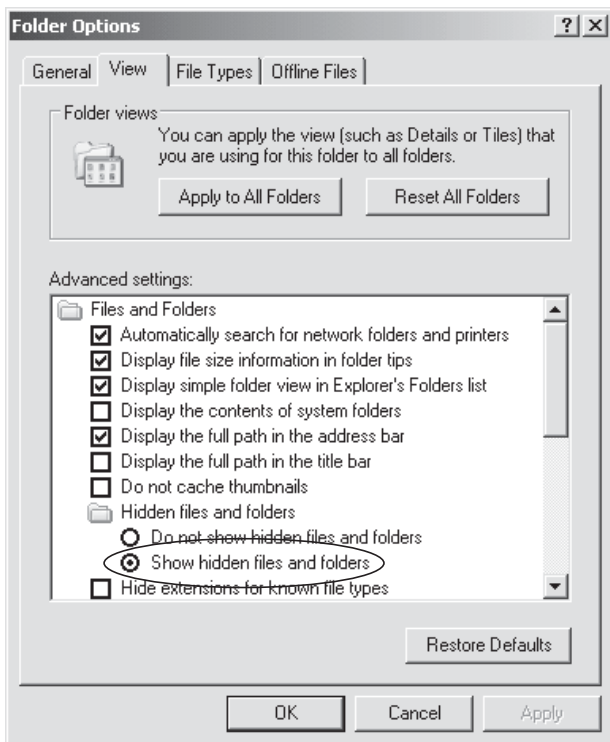 Folder Options
General View File Types Offline Files
Folder views
You can apply the view (such as Details or Tiles) that
you are using for this folder to all folders.
Apply to All Folders Reset All Folders
Advanced settings:
Files and Folders
Automatically search for network folders and printers
Display file size information in folder tips
Display simple folder view in Explorer's Folders list
Display the contents of system folders
Display the full path in the address bar
Display the full path in the title bar
Do not cache thumbnails
Hidden files and folders
Do not show hidden files and folders
Show hidden files and folders
Hide extensions for known file types
Restore Defaults
OK Cancel Apply